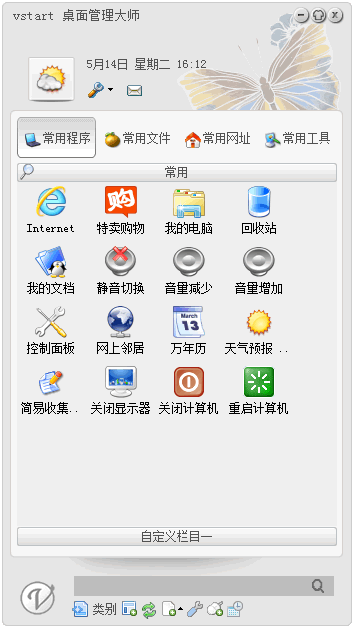 vstart 桌面管理大师
5月14日 星期二 16:12
常用程序 常用文件 常用网址 常用工具
常用
购
Internet 特卖购物 我的电脑 回收站
我的文档 静音切换 音量减少 音量增加
March
13
控制面板 网上邻居 万年历 天气预报 ..
简易收集.. 关闭显示器 关闭计算机 重启计算机
自定义栏目一
类别